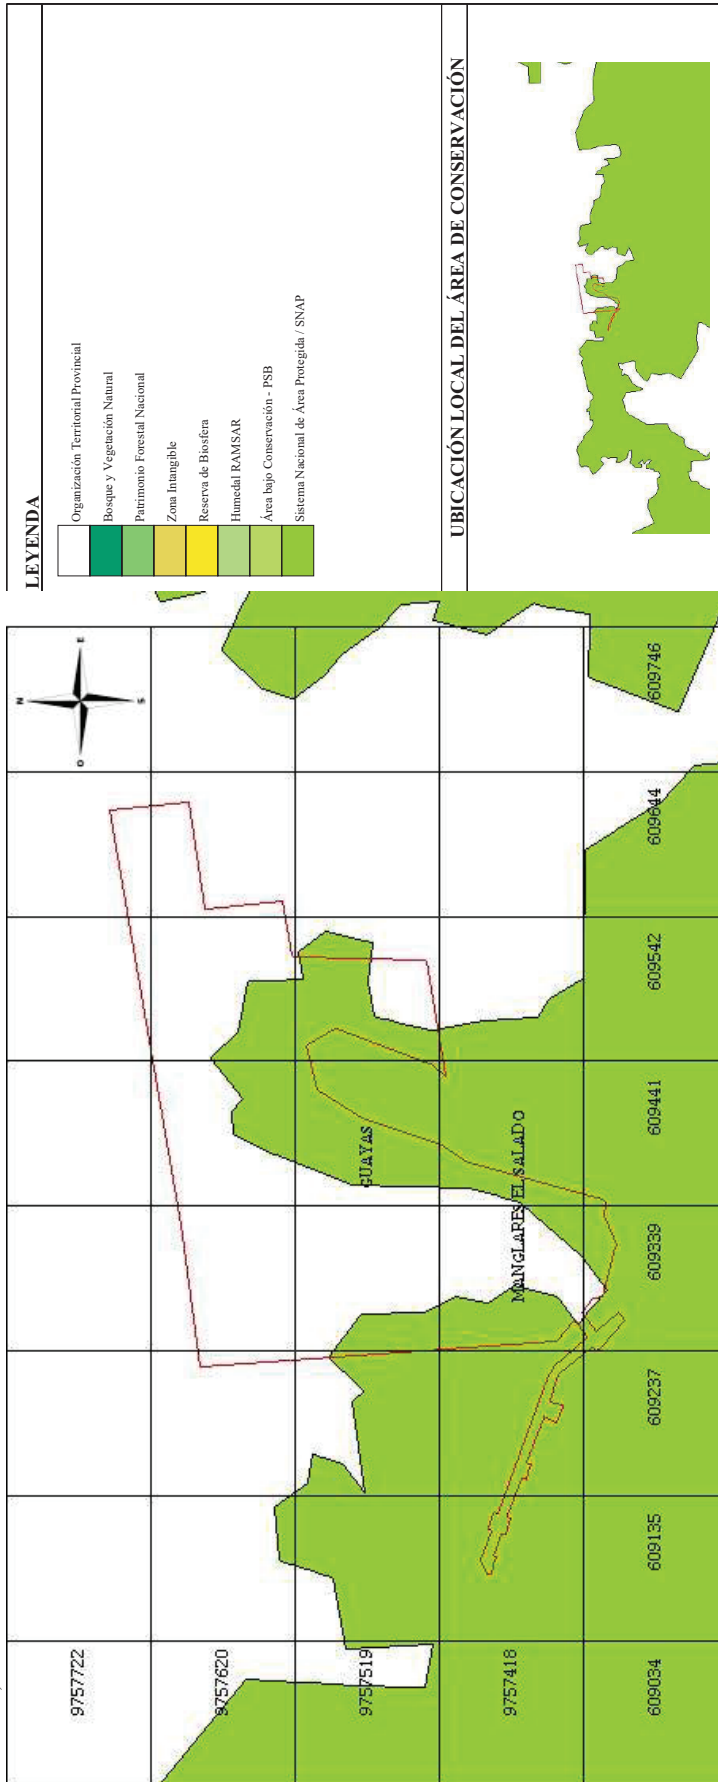 LEYENDA
Organización Territorial Provincial
Bosque y Vegetación Natural
Patrimonio Forestal Nacional
Zona Intangible
Reserva de Biosfera
Humedal RAMSAR
Área bajo Conservación - PSB
Sistema Nacional de Área Protegida / SNAP
UBICACIÓN LOCAL DEL ÁREA DE CONSERVACIÓN
N
E
S
O
9757722
9757620
9757519
9757418
GUAYAS
MANGLARES EL SALADO
609034
609135
609237
609339
609441
609542
609644
609746